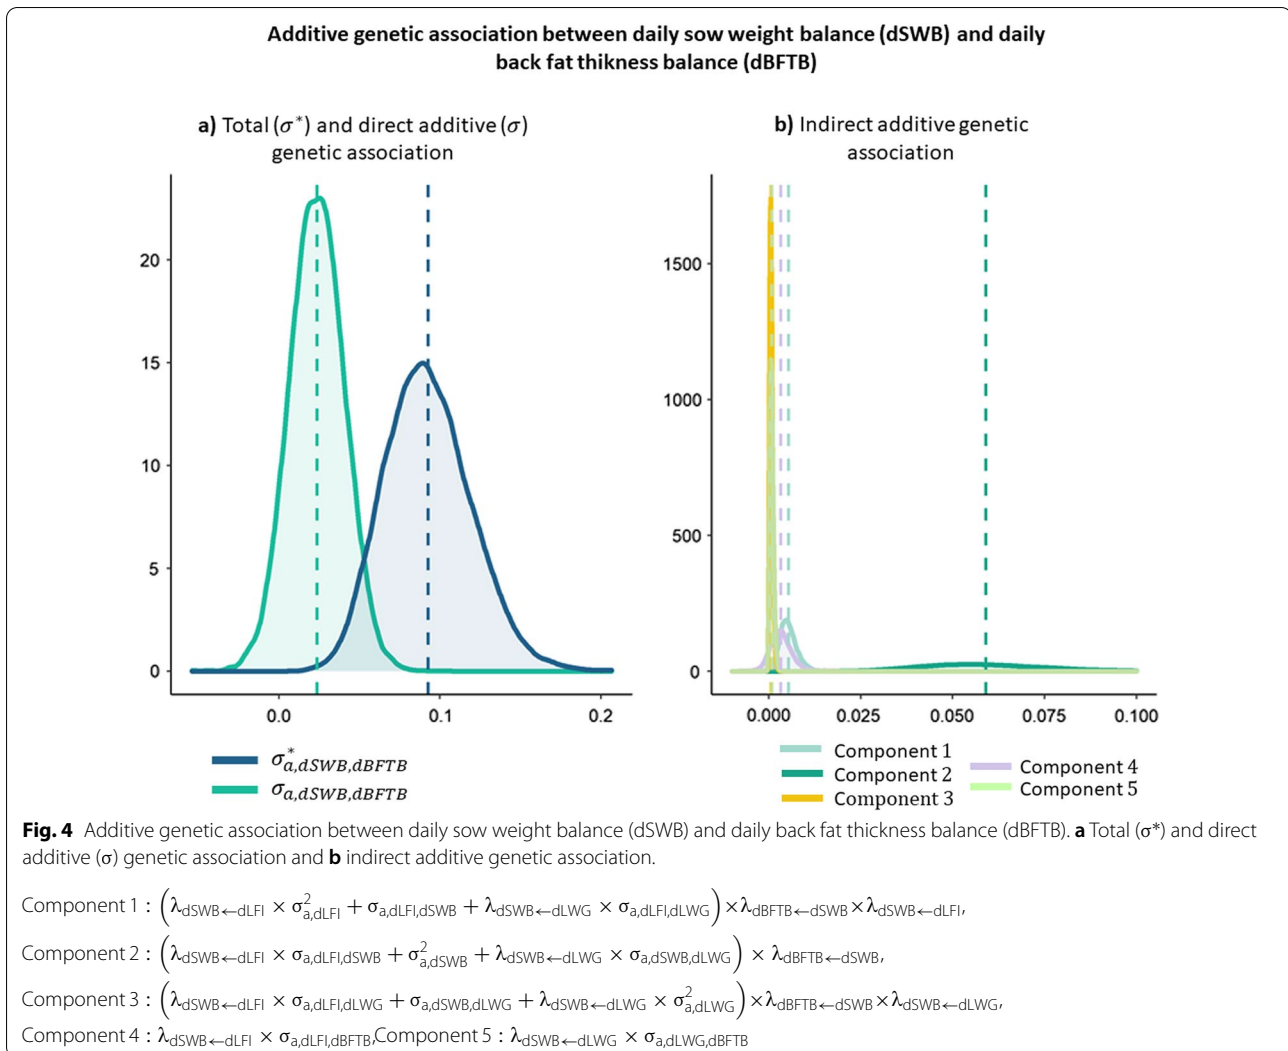 Additive genetic association between daily sow weight balance (dSWB) and daily
back fat thikness balance (dBFTB)
a) Total (σ*) and direct additive (σ)
genetic association
b) Indirect additive genetic
association
20
15
10
5
0
0.0 0.1 0.2
1500
1000
500
0
0.000 0.025 0.050 0.075 0.100
σ*a,dSWB,dBFTB
σa,dSWB,dBFTB
Component 1
Component 2
Component 3
Component 4
Component 5
Fig. 4 Additive genetic association between daily sow weight balance (dSWB) and daily back fat thickness balance (dBFTB). a Total (σ*) and direct
additive (σ) genetic association and b indirect additive genetic association.
Component 1 : (λdSWB←dLFI × σ²a,dLFI + σa,dLFI,dSWB + λdSWB←dLWG × σa,dLFI,dLWG) ×λdBFTB←dSWB×λdSWB←dLFI,
Component 2 : (λdSWB←dLFI × σa,dLFI,dSWB + σ²a,dSWB + λdSWB←dLWG × σa,dSWB,dLWG) × λdBFTB←dSWB,
Component 3 : (λdSWB←dLFI × σa,dLFI,dLWG + σa,dSWB,dLWG + λdSWB←dLWG × σ²a,dLWG) ×λdBFTB←dSWB×λdSWB←dLWG,
Component 4 : λdSWB←dLFI × σa,dLFI,dBFTB,Component 5 : λdSWB←dLWG × σa,dLWG,dBFTB